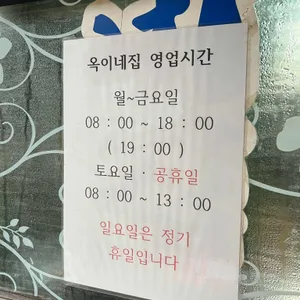 옥이네집 영업시간
월~금요일
08 : 00 ~ 18 : 00
( 19 : 00 )
토요일 · 공휴일
08 : 00 ~ 13 : 00
일요일은 정기
휴일입니다